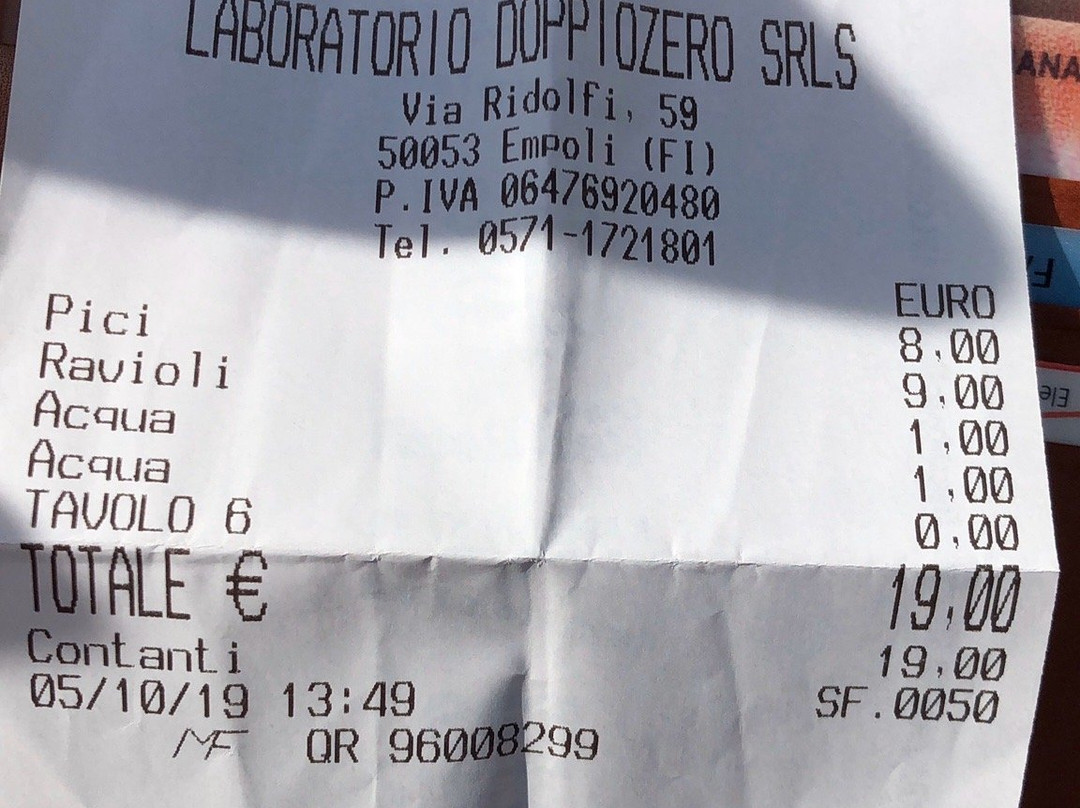 LABORATORIO DOPPIOZERO SRLS
Via Ridolfi, 59
50053 Empoli (FI)
P.IVA 06476920480
Tel. 0571-1721801
EURO
Pici 8,00
Ravioli 9,00
Acqua 1,00
Acqua 1,00
TAVOLO 6 0,00
TOTALE € 19,00
Contanti 19,00
05/10/19 13:49 SF.0050
MF QR 96008299
ANA
Ele